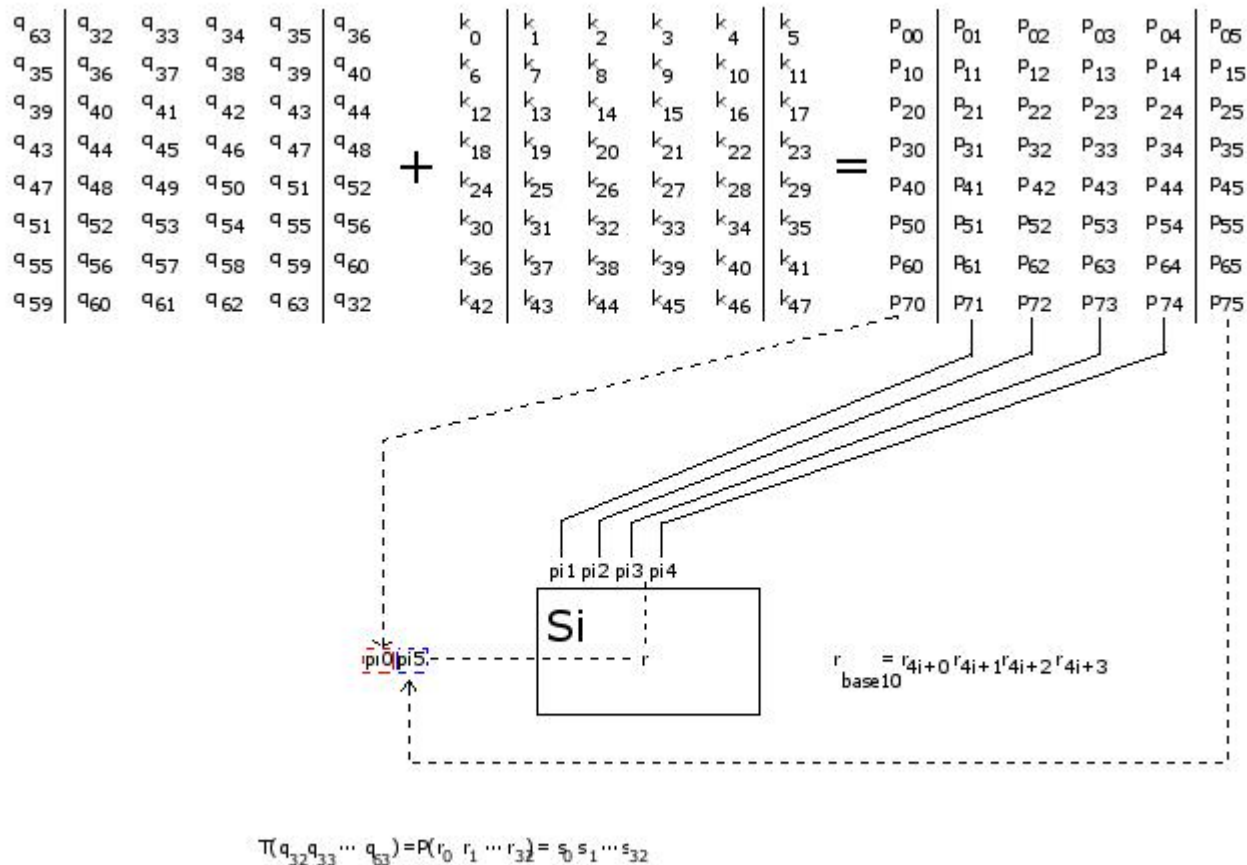 q63 q32 q33 q34 q35 q36 k0 k1 k2 k3 k4 k5 P00 P01 P02 P03 P04 P05
q35 q36 q37 q38 q39 q40 k6 k7 k8 k9 k10 k11 P10 P11 P12 P13 P14 P15
q39 q40 q41 q42 q43 q44 k12 k13 k14 k15 k16 k17 P20 P21 P22 P23 P24 P25
q43 q44 q45 q46 q47 q48 + k18 k19 k20 k21 k22 k23 = P30 P31 P32 P33 P34 P35
q47 q48 q49 q50 q51 q52 k24 k25 k26 k27 k28 k29 P40 P41 P42 P43 P44 P45
q51 q52 q53 q54 q55 q56 k30 k31 k32 k33 k34 k35 P50 P51 P52 P53 P54 P55
q55 q56 q57 q58 q59 q60 k36 k37 k38 k39 k40 k41 P60 P61 P62 P63 P64 P65
q59 q60 q61 q62 q63 q32 k42 k43 k44 k45 k46 k47 P70 P71 P72 P73 P74 P75
pi1 pi2 pi3 pi4
Si
pi0 pi5 r
r base10 = r4i+0 r4i+1 r4i+2 r4i+3
T(q32q33 ··· q63) = P(r0 r1 ··· r32) = s0 s1 ··· s32